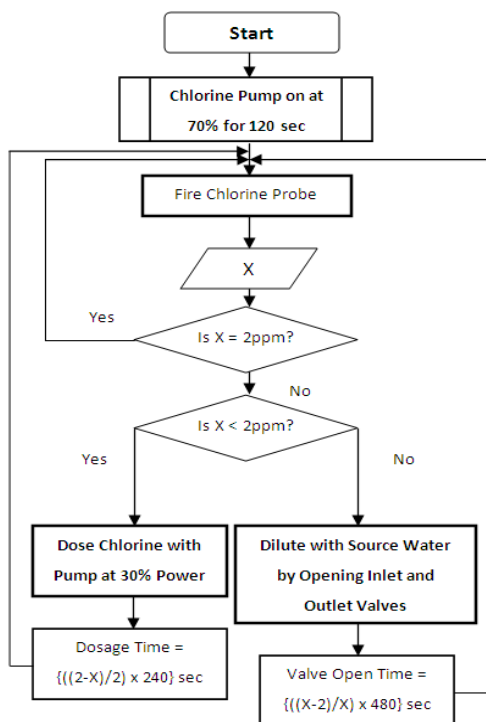 Start
Chlorine Pump on at
70% for 120 sec
Fire Chlorine Probe
X
Yes
Is X = 2ppm?
No
Is X < 2ppm?
Yes
No
Dose Chlorine with
Pump at 30% Power
Dilute with Source Water
by Opening Inlet and
Outlet Valves
Dosage Time =
{((2-X)/2) x 240} sec
Valve Open Time =
{((X-2)/X) x 480} sec